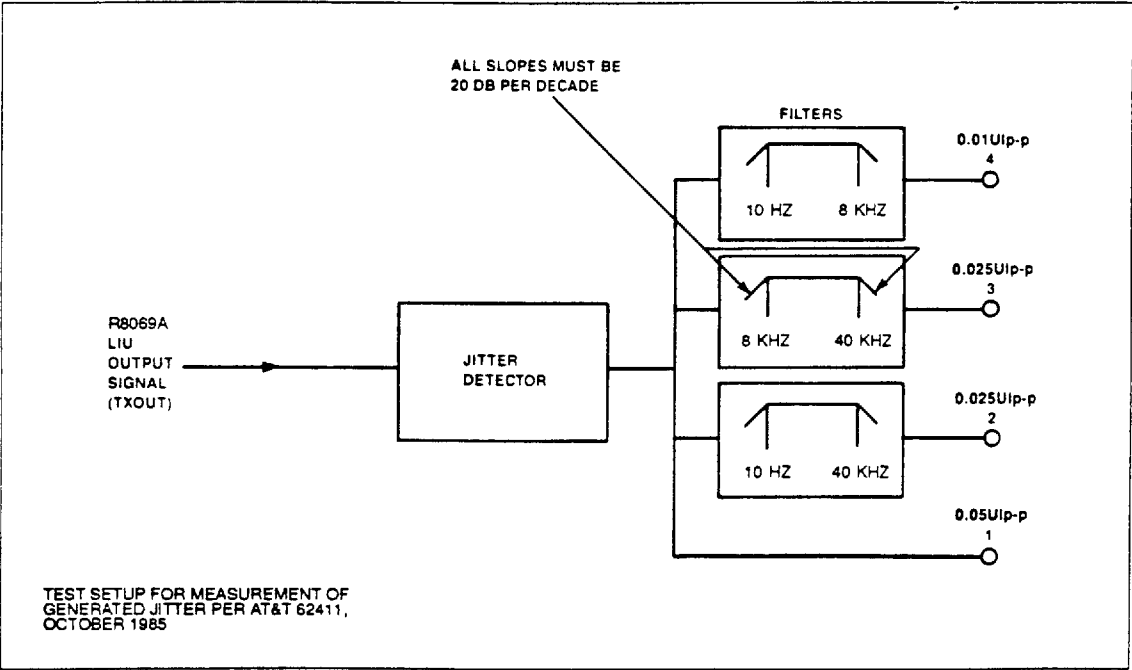 ALL SLOPES MUST BE
20 DB PER DECADE
FILTERS
10 HZ 8 KHZ
0.01UIp-p
4
8 KHZ 40 KHZ
0.025UIp-p
3
R8069A
LIU
OUTPUT
SIGNAL
(TXOUT)
JITTER
DETECTOR
10 HZ 40 KHZ
0.025UIp-p
2
0.05UIp-p
1
TEST SETUP FOR MEASUREMENT OF
GENERATED JITTER PER AT&T 62411,
OCTOBER 1985